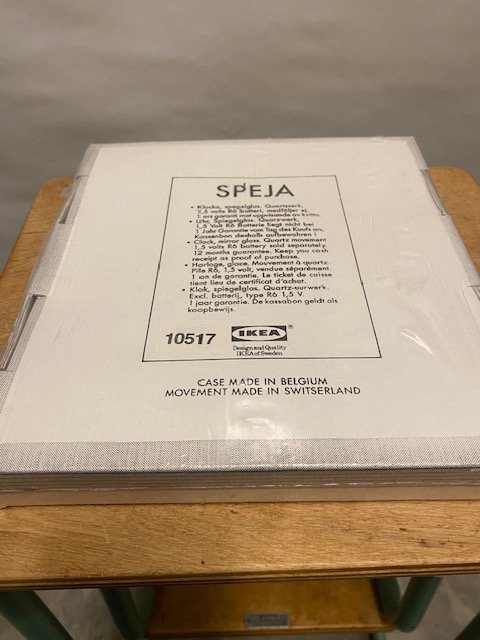 SPEJA
• Klocka, spegelglas. Quartzverk,
1,5 volts R6 batteri, medföljer ej.
1 års garanti mot uppvisande av kvitto.
• Uhr, Spiegelglas. Quarzwerk,
1,5 Volt R6 Batterie liegt nicht bei
1 Jahr Garantie vom Tag des Kaufs an,
Kassenbon deshalb aufbewahren !
• Clock, mirror glass. Quartz movement
1,5 volts R6 battery sold separately.
12 months guarantee. Keep you cash
receipt as proof of purchase.
• Horloge, glace. Mouvement à quartz.
Pile R6, 1,5 volt, vendue séparément.
1 an de garantie. Le ticket de caisse
tient lieu de certificat d'achat.
• Klok, spiegelglas. Quartz-uurwerk.
Excl. batterij, type R6 1,5 V.
1 jaar garantie. De kassabon geldt als
koopbewijs.
10517 IKEA®
Design and Quality
IKEA of Sweden
CASE MADE IN BELGIUM
MOVEMENT MADE IN SWITSERLAND